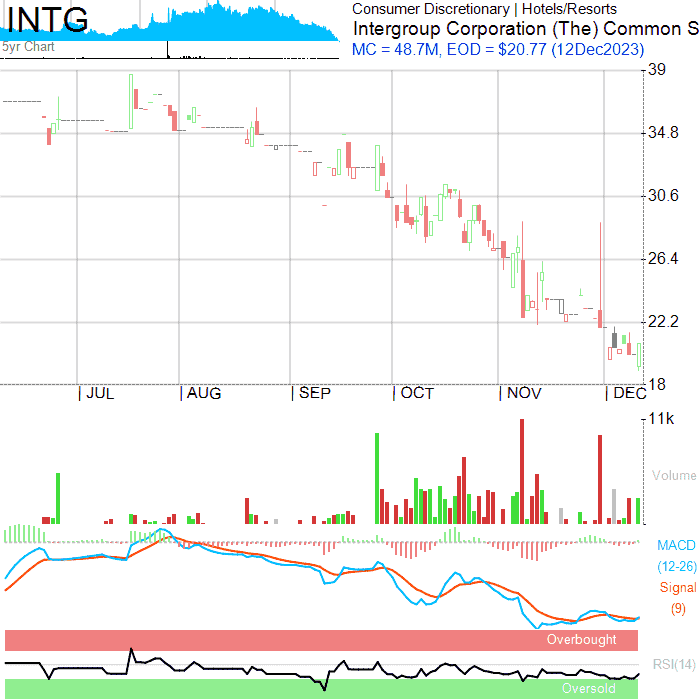 INTG
5yr Chart
Consumer Discretionary | Hotels/Resorts
Intergroup Corporation (The) Common S
MC = 48.7M, EOD = $20.77 (12Dec2023)
39
34.8
30.6
26.4
22.2
18
JUL
AUG
SEP
OCT
NOV
DEC
11k
Volume
MACD
(12-26)
Signal
(9)
Overbought
RSI(14)
Oversold